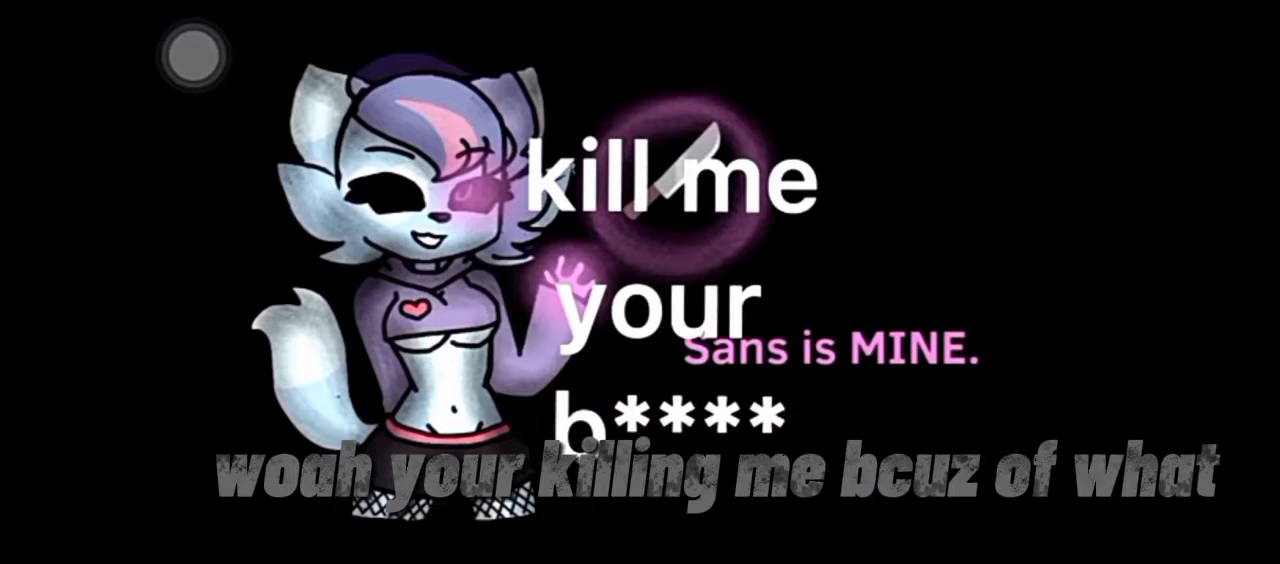 kill me
your
Sans is MINE.
b****
woah your killing me bcuz of what